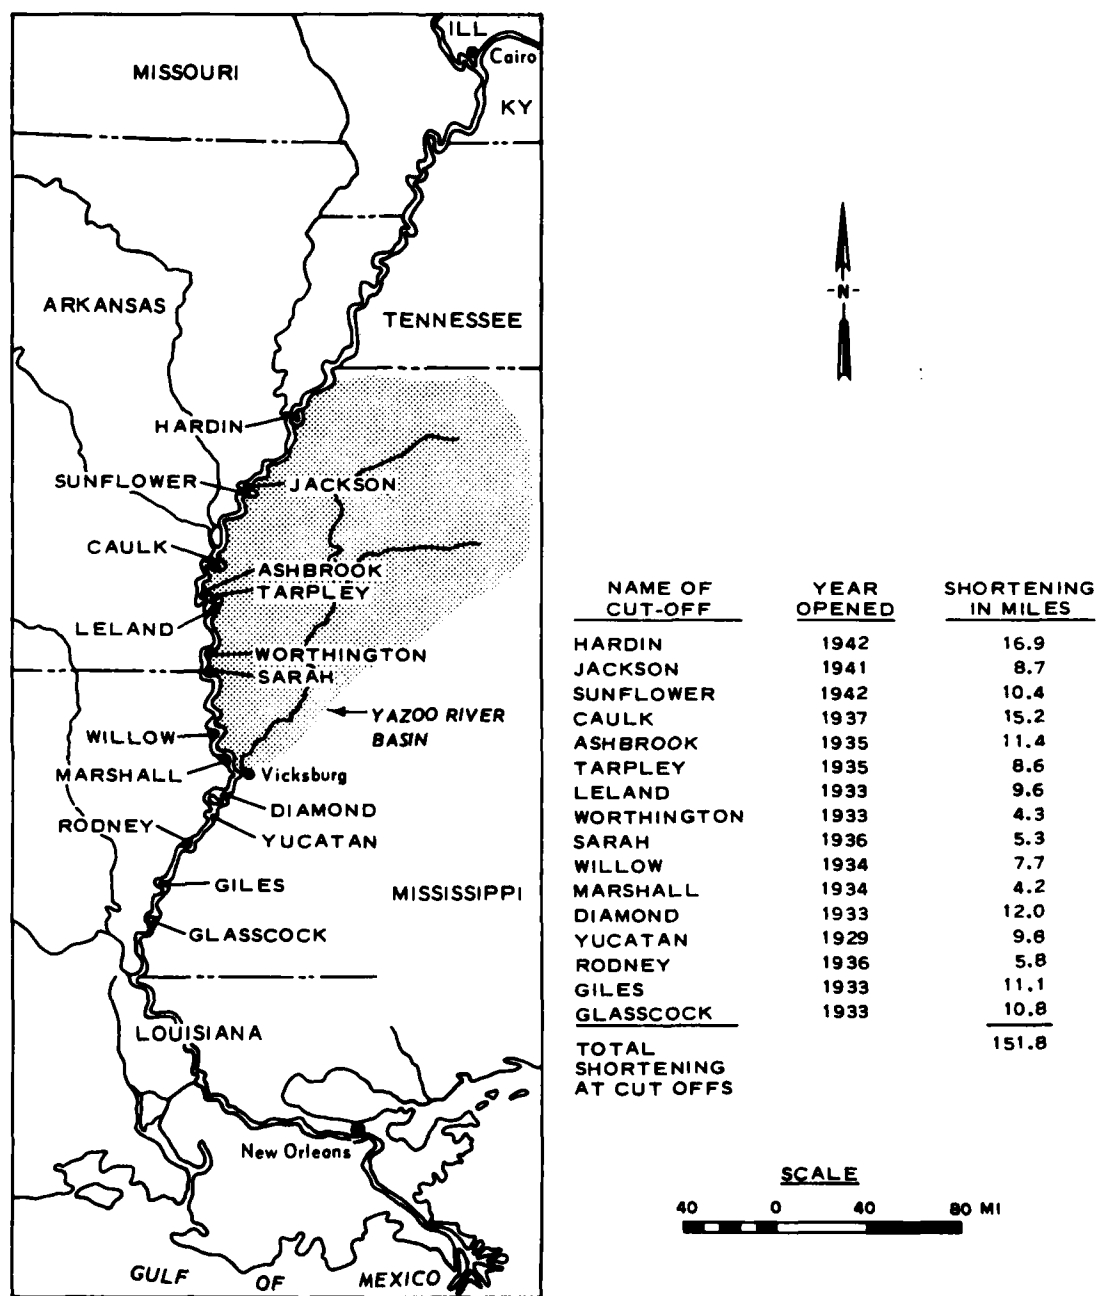 ILL
Cairo
MISSOURI
KY
ARKANSAS
TENNESSEE
-N-
HARDIN
SUNFLOWER
JACKSON
CAULK
ASHBROOK
TARPLEY
LELAND
WORTHINGTON
SARAH
YAZOO RIVER
BASIN
WILLOW
MARSHALL
Vicksburg
DIAMOND
RODNEY
YUCATAN
GILES
MISSISSIPPI
GLASSCOCK
LOUISIANA
New Orleans
GULF OF MEXICO
NAME OF CUT-OFF YEAR OPENED SHORTENING IN MILES
HARDIN 1942 16.9
JACKSON 1941 8.7
SUNFLOWER 1942 10.4
CAULK 1937 15.2
ASHBROOK 1935 11.4
TARPLEY 1935 8.6
LELAND 1933 9.6
WORTHINGTON 1933 4.3
SARAH 1936 5.3
WILLOW 1934 7.7
MARSHALL 1934 4.2
DIAMOND 1933 12.0
YUCATAN 1929 9.8
RODNEY 1936 5.8
GILES 1933 11.1
GLASSCOCK 1933 10.8
TOTAL 151.8
SHORTENING
AT CUT OFFS
SCALE
40 0 40 80 MI